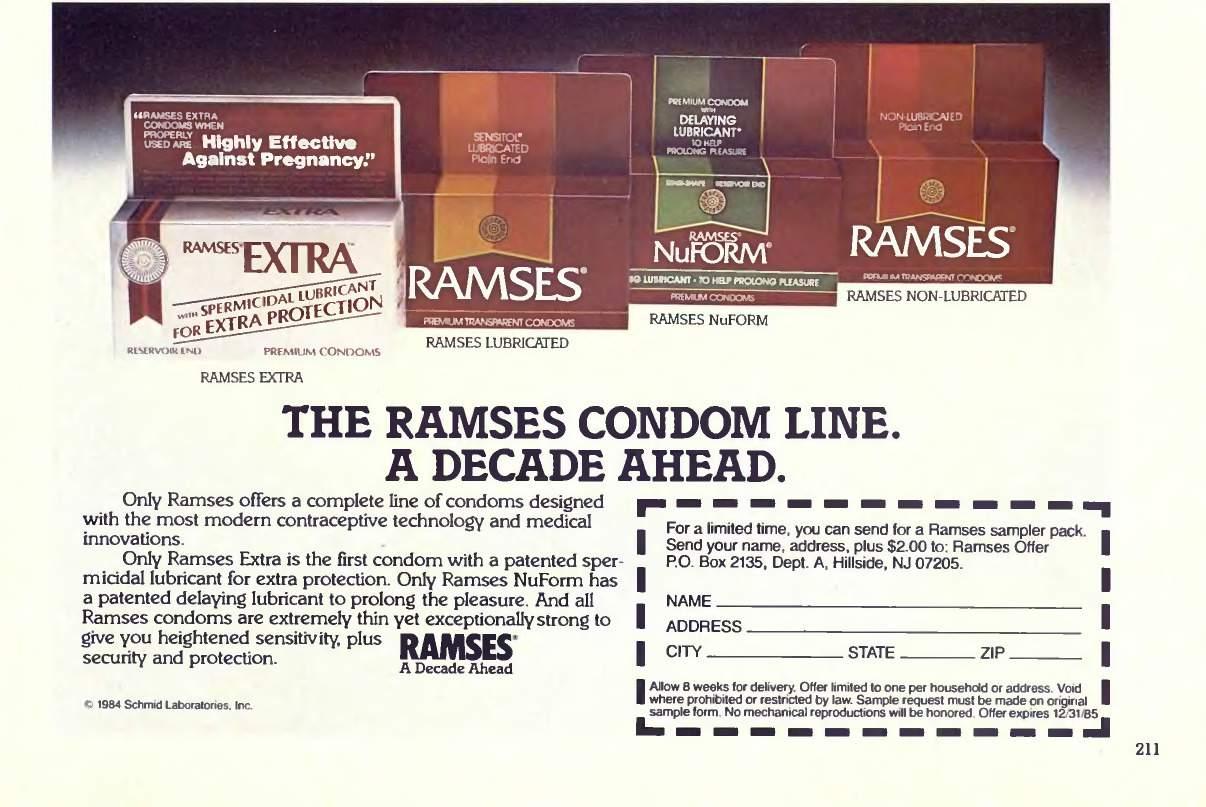 “RAMSES EXTRA
CONDOMS WHEN
PROPERLY
USED ARE Highly Effective
Against Pregnancy.”
EXTRA
RAMSES® EXTRA™
WITH SPERMICIDAL LUBRICANT
FOR EXTRA PROTECTION
RESERVOIR END PREMIUM CONDOMS
RAMSES EXTRA
SENSITOL®
LUBRICATED
Plain End
RAMSES®
PREMIUM TRANSPARENT CONDOMS
RAMSES LUBRICATED
PREMIUM CONDOM
WITH
DELAYING
LUBRICANT*
TO HELP
PROLONG PLEASURE
SENSI-SHAPE RESERVOIR END
RAMSES®
NuFORM®
LUBRICANT • TO HELP PROLONG PLEASURE
PREMIUM CONDOMS
RAMSES NuFORM
NON-LUBRICATED
Plain End
RAMSES®
PREMIUM TRANSPARENT CONDOMS
RAMSES NON-LUBRICATED
THE RAMSES CONDOM LINE.
A DECADE AHEAD.
Only Ramses offers a complete line of condoms designed
with the most modern contraceptive technology and medical
innovations.
Only Ramses Extra is the first condom with a patented sper-
micidal lubricant for extra protection. Only Ramses NuForm has
a patented delaying lubricant to prolong the pleasure. And all
Ramses condoms are extremely thin yet exceptionally strong to
give you heightened sensitivity, plus
security and protection.
RAMSES®
A Decade Ahead
© 1984 Schmid Laboratories, Inc.
For a limited time, you can send for a Ramses sampler pack.
Send your name, address, plus $2.00 to: Ramses Offer
P.O. Box 2135, Dept. A, Hillside, NJ 07205.
NAME
ADDRESS
CITY STATE ZIP
Allow 8 weeks for delivery. Offer limited to one per household or address. Void
where prohibited or restricted by law. Sample request must be made on original
sample form. No mechanical reproductions will be honored. Offer expires 12/31/85
211